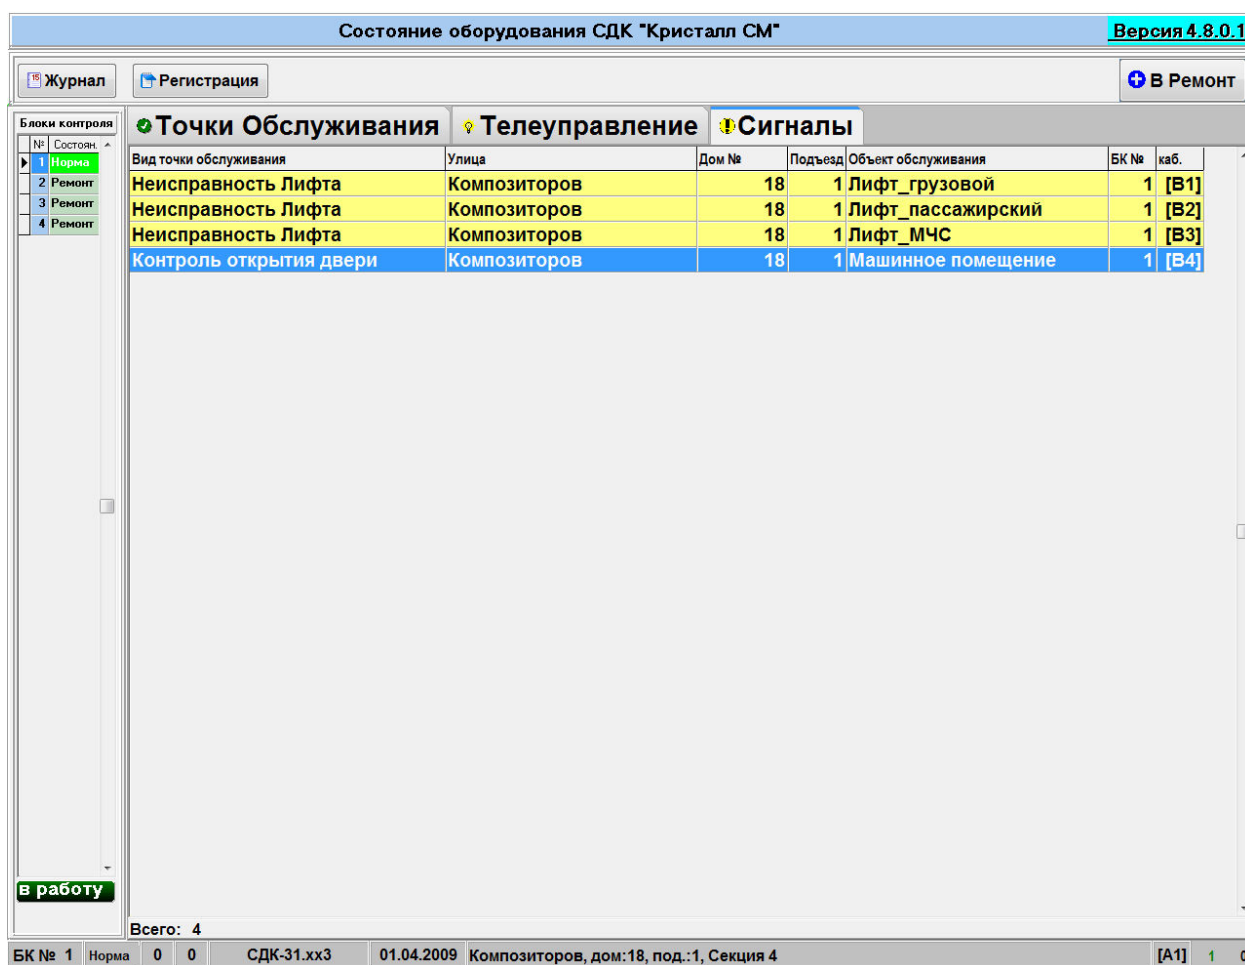 Состояние оборудования СДК "Кристалл СМ" Версия 4.8.0.1
Журнал Регистрация В Ремонт
Блоки контроля Точки Обслуживания Телеуправление Сигналы
№ Состоян.
1 Норма
2 Ремонт
3 Ремонт
4 Ремонт
Вид точки обслуживания Улица Дом № Подъезд Объект обслуживания БК № каб.
Неисправность Лифта Композиторов 18 1 Лифт_грузовой 1 [B1]
Неисправность Лифта Композиторов 18 1 Лифт_пассажирский 1 [B2]
Неисправность Лифта Композиторов 18 1 Лифт_МЧС 1 [B3]
Контроль открытия двери Композиторов 18 1 Машинное помещение 1 [B4]
в работу
Всего: 4
БК № 1 Норма 0 0 СДК-31.хх3 01.04.2009 Композиторов, дом:18, под.:1, Секция 4 [A1] 1 0